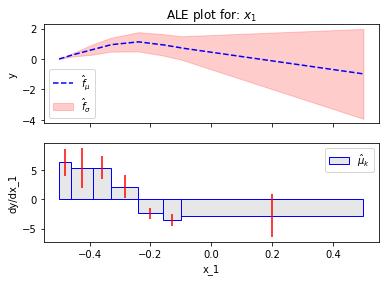 ALE plot for: x₁
y
2
0
−2
−4
f̂_μ
f̂_σ
dy/dx_1
5
0
−5
μ̂_k
−0.4 −0.2 0.0 0.2 0.4
x_1